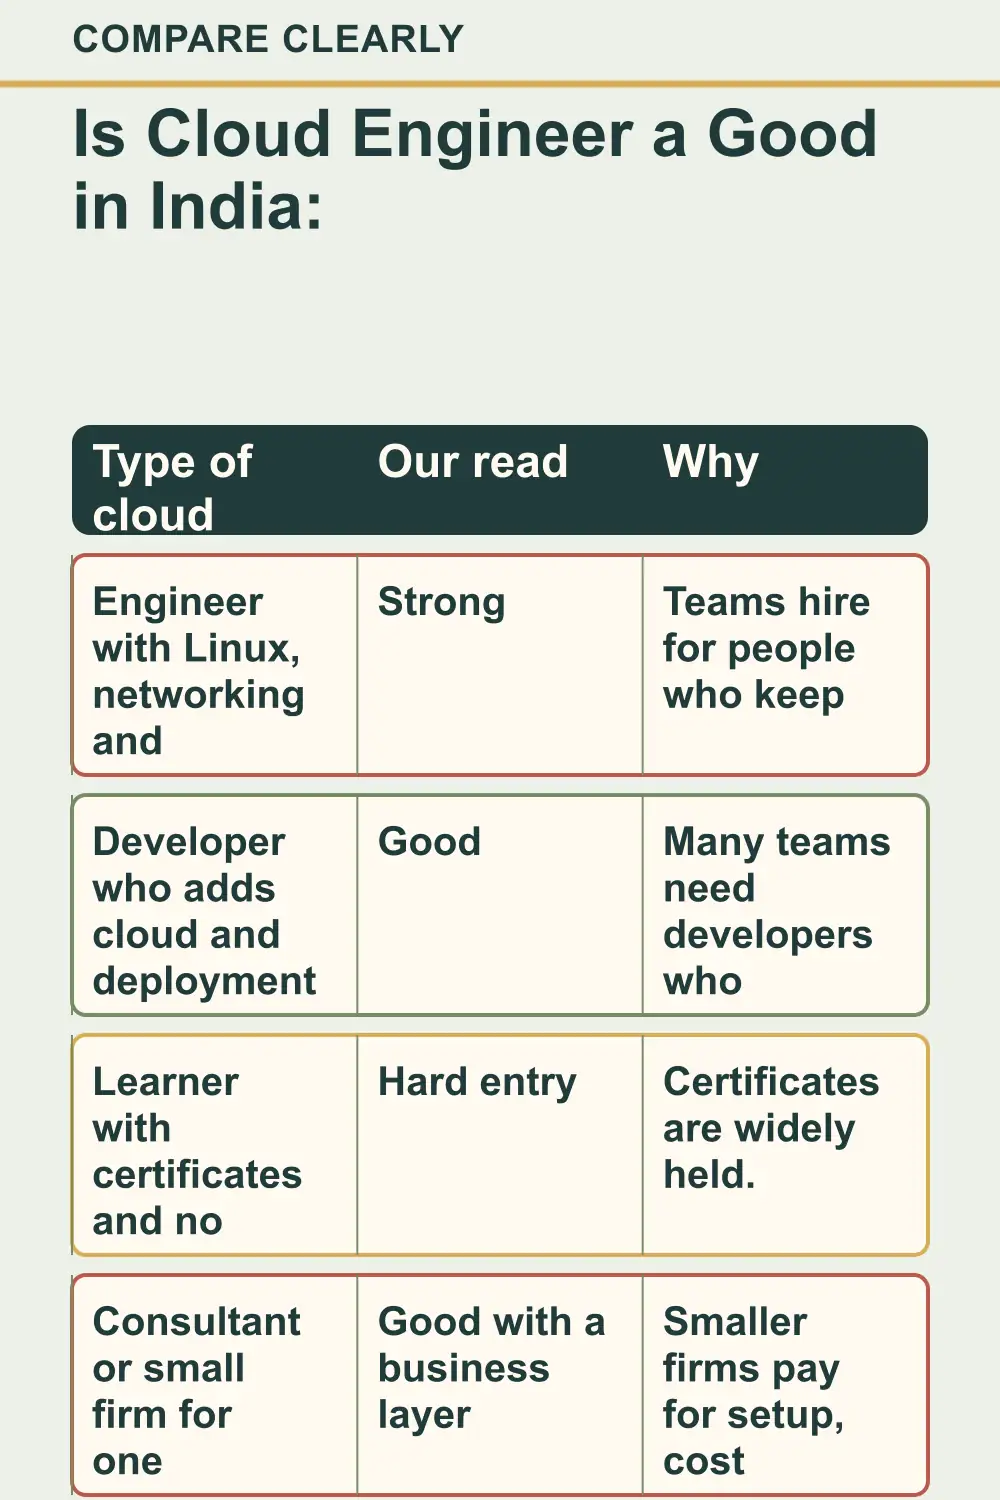 COMPARE CLEARLY
Is Cloud Engineer a Good
in India:
Type of
cloud
Our read
Why
Engineer
with Linux,
networking
and
Strong
Teams hire
for people
who keep
Developer
who adds
cloud and
deployment
Good
Many teams
need
developers
who
Learner
with
certificates
and no
Hard entry
Certificates
are widely
held.
Consultant
or small
firm for
one
Good with a
business
layer
Smaller
firms pay
for setup,
cost